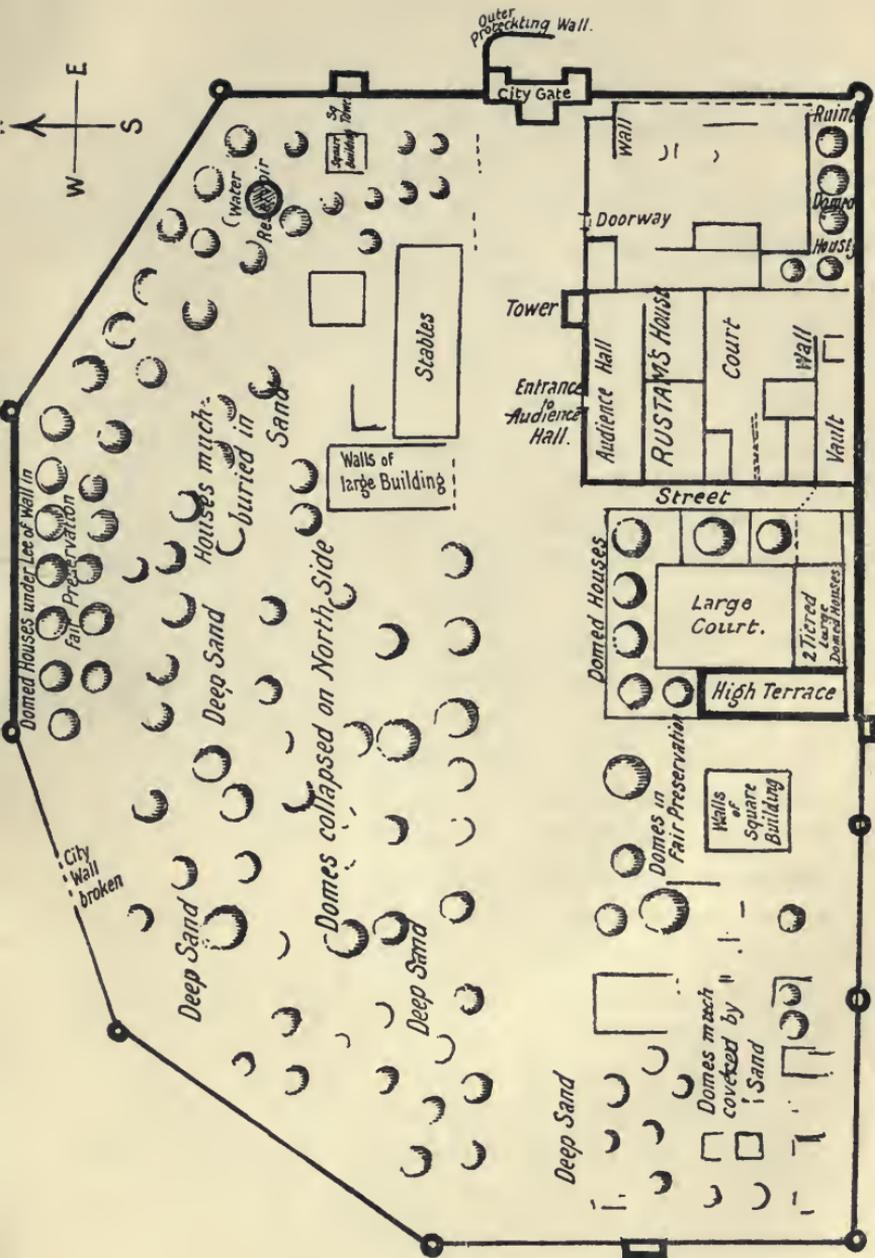 E
W
S
Outer
Proteckting Wall.
City Gate
Sq
Tower
Square
Building
Water
Reservoir
Wall
Ruined
Domed
Houses
Doorway
Tower
Stables
Entrance
to
Audience
Hall.
Audience Hall
RUSTAM'S HOUSE
Court
Wall
Vault
Domed Houses under Lee of Wall in
Fair Preservation
Houses much
buried in
Sand
Walls of
large Building
Street
Domed Houses
Large
Court.
2 Tiered
Large
Domed Houses
High Terrace
Deep Sand
Domes collapsed on North Side
City
Wall
broken
Domes in
Fair Preservation
Walls
of
Square
Building
Deep Sand
Deep Sand
Deep Sand
Domes much
covered by
Sand